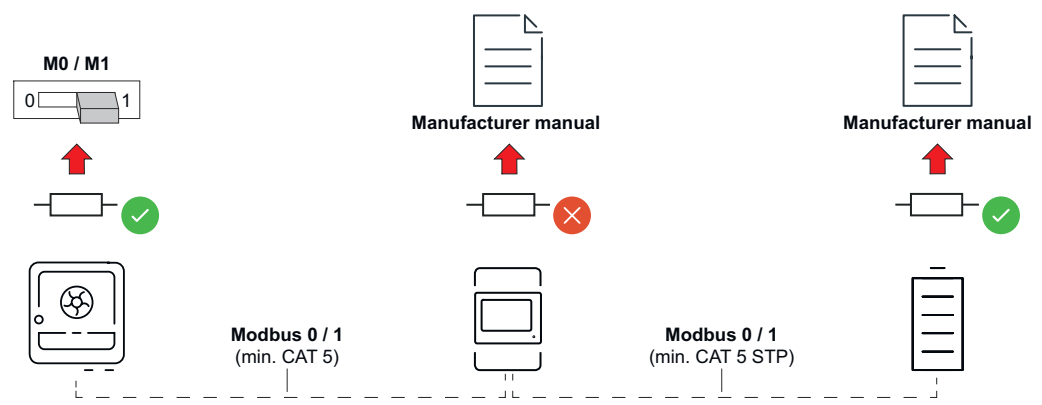 M0 / M1
0 1
Manufacturer manual
Manufacturer manual
Modbus 0 / 1
(min. CAT 5)
Modbus 0 / 1
(min. CAT 5 STP)